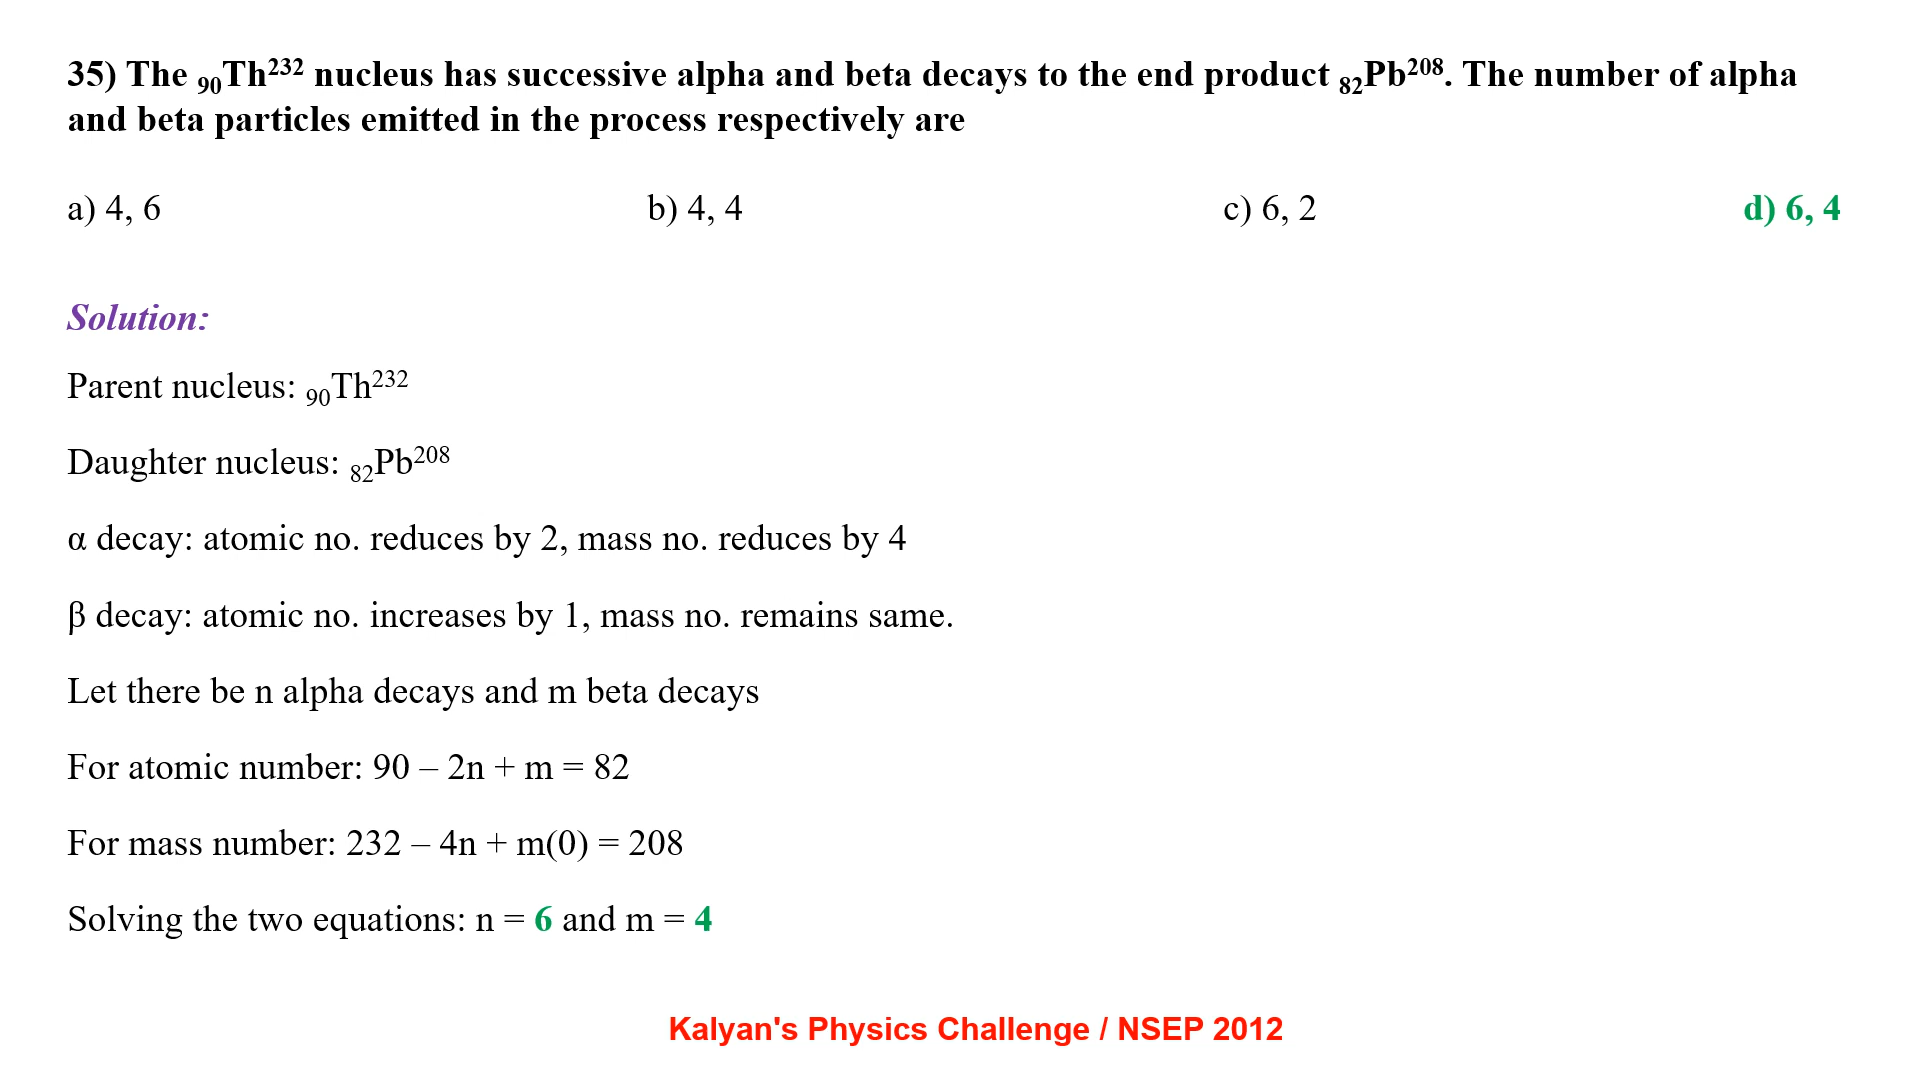 35) The ₉₀Th²³² nucleus has successive alpha and beta decays to the end product ₈₂Pb²⁰⁸. The number of alpha
and beta particles emitted in the process respectively are
a) 4, 6 b) 4, 4 c) 6, 2 d) 6, 4
Solution:
Parent nucleus: ₉₀Th²³²
Daughter nucleus: ₈₂Pb²⁰⁸
α decay: atomic no. reduces by 2, mass no. reduces by 4
β decay: atomic no. increases by 1, mass no. remains same.
Let there be n alpha decays and m beta decays
For atomic number: 90 – 2n + m = 82
For mass number: 232 – 4n + m(0) = 208
Solving the two equations: n = 6 and m = 4
Kalyan's Physics Challenge / NSEP 2012